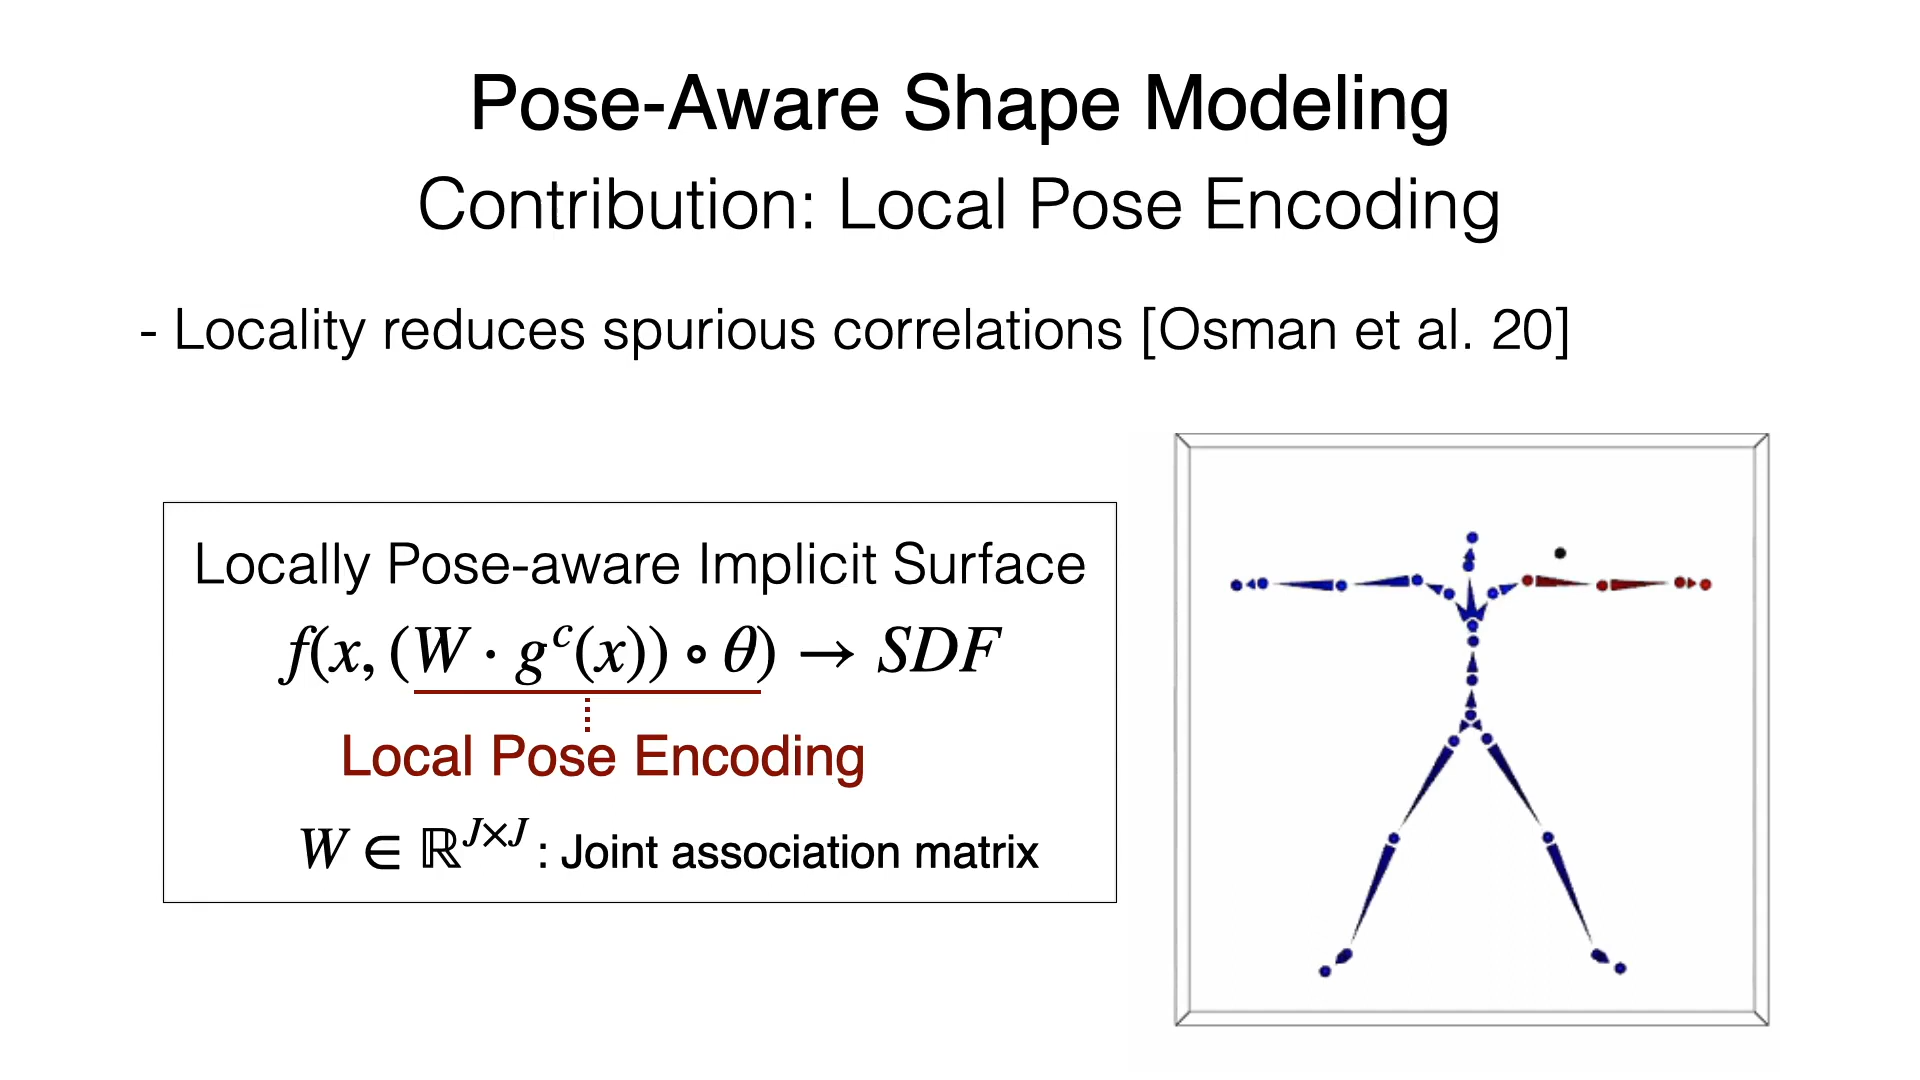 Pose-Aware Shape Modeling
Contribution: Local Pose Encoding
- Locality reduces spurious correlations [Osman et al. 20]
Locally Pose-aware Implicit Surface
f(x, (W · g^c(x)) ∘ θ) → SDF
Local Pose Encoding
W ∈ ℝ^{J×J} : Joint association matrix